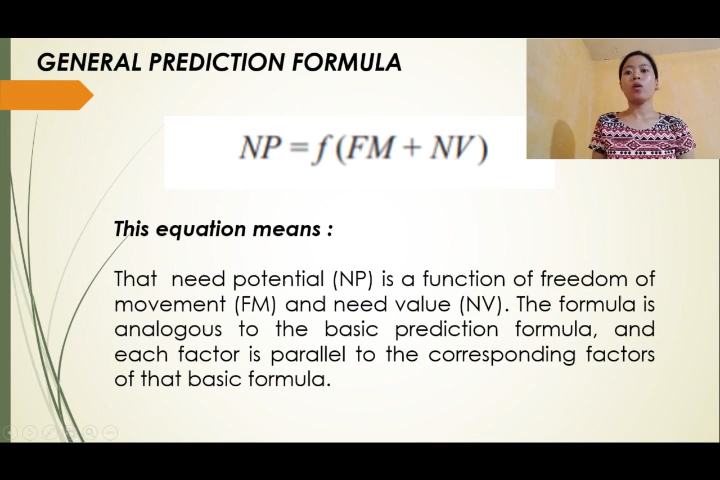 GENERAL PREDICTION FORMULA
NP = f (FM + NV)
This equation means :
That need potential (NP) is a function of freedom of
movement (FM) and need value (NV). The formula is
analogous to the basic prediction formula, and
each factor is parallel to the corresponding factors
of that basic formula.